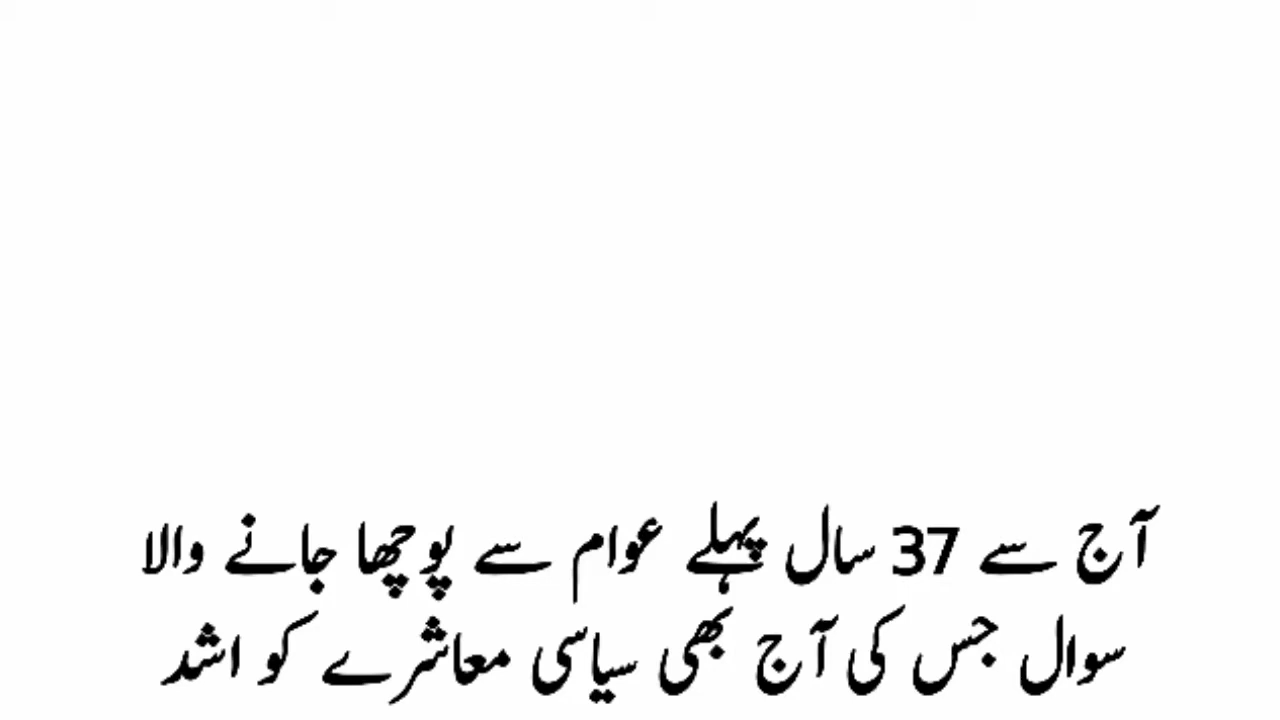 آج سے 37 سال پہلے عوام سے پوچھا جانے والا
سوال جس کی آج بھی سیاسی معاشرے کو اشد